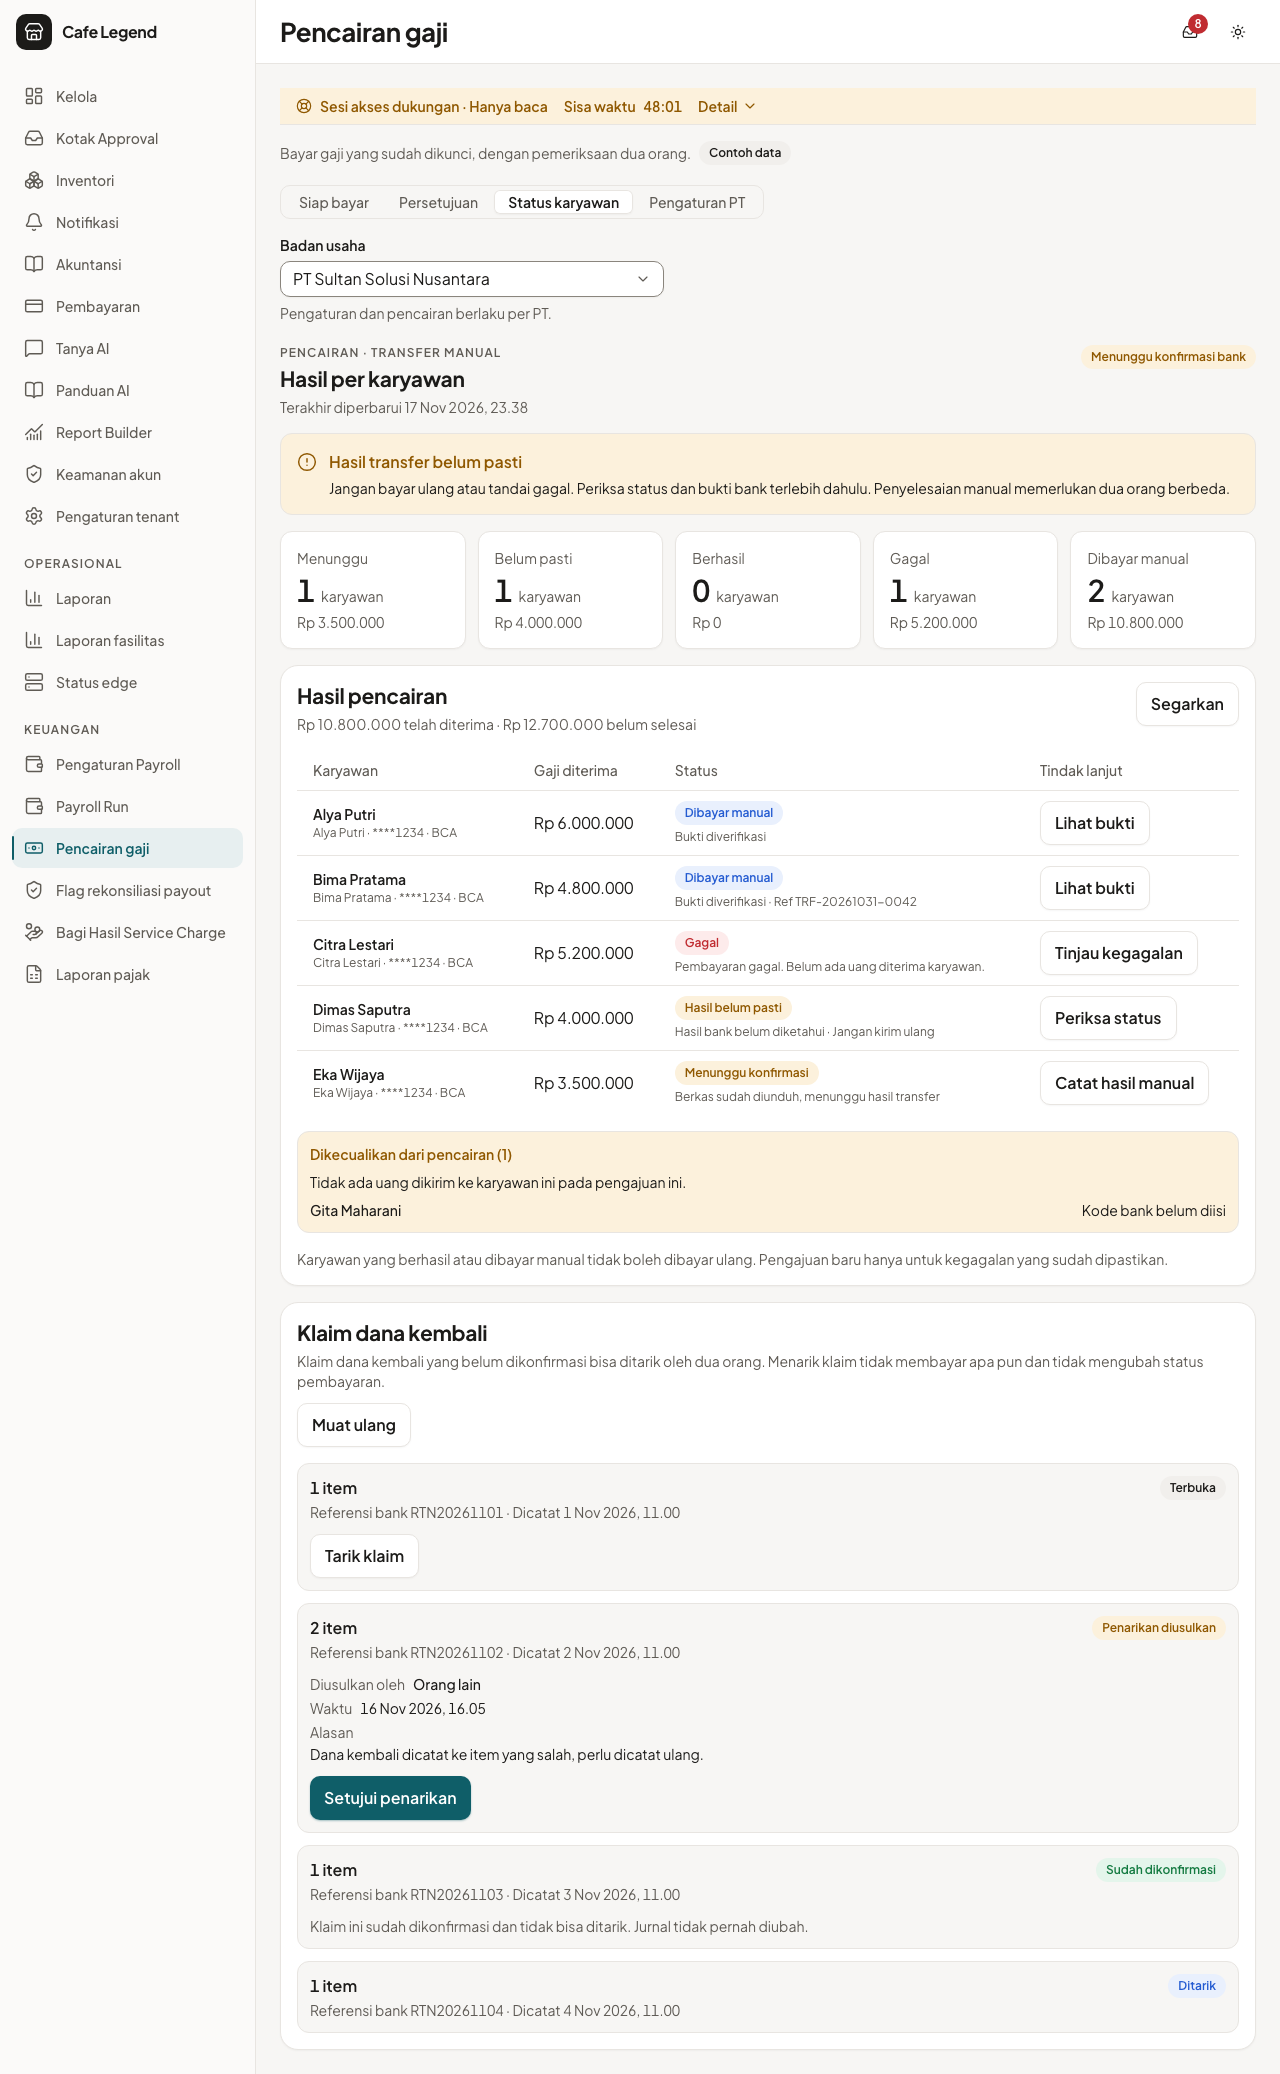 Cafe Legend
Kelola
Kotak Approval
Inventori
Notifikasi
Akuntansi
Pembayaran
Tanya AI
Panduan AI
Report Builder
Keamanan akun
Pengaturan tenant
OPERASIONAL
Laporan
Laporan fasilitas
Status edge
KEUANGAN
Pengaturan Payroll
Payroll Run
Pencairan gaji
Flag rekonsiliasi payout
Bagi Hasil Service Charge
Laporan pajak
Pencairan gaji
8
Sesi akses dukungan · Hanya baca Sisa waktu 48:01 Detail
Bayar gaji yang sudah dikunci, dengan pemeriksaan dua orang. Contoh data
Siap bayar Persetujuan Status karyawan Pengaturan PT
Badan usaha
PT Sultan Solusi Nusantara
Pengaturan dan pencairan berlaku per PT.
PENCAIRAN · TRANSFER MANUAL
Menunggu konfirmasi bank
Hasil per karyawan
Terakhir diperbarui 17 Nov 2026, 23.38
Hasil transfer belum pasti
Jangan bayar ulang atau tandai gagal. Periksa status dan bukti bank terlebih dahulu. Penyelesaian manual memerlukan dua orang berbeda.
Menunggu Belum pasti Berhasil Gagal Dibayar manual
1 karyawan 1 karyawan 0 karyawan 1 karyawan 2 karyawan
Rp 3.500.000 Rp 4.000.000 Rp 0 Rp 5.200.000 Rp 10.800.000
Hasil pencairan
Segarkan
Rp 10.800.000 telah diterima · Rp 12.700.000 belum selesai
Karyawan Gaji diterima Status Tindak lanjut
Alya Putri Rp 6.000.000 Dibayar manual Lihat bukti
Alya Putri · ****1234 · BCA Bukti diverifikasi
Bima Pratama Rp 4.800.000 Dibayar manual Lihat bukti
Bima Pratama · ****1234 · BCA Bukti diverifikasi · Ref TRF-20261031-0042
Citra Lestari Rp 5.200.000 Gagal Tinjau kegagalan
Citra Lestari · ****1234 · BCA Pembayaran gagal. Belum ada uang diterima karyawan.
Dimas Saputra Rp 4.000.000 Hasil belum pasti Periksa status
Dimas Saputra · ****1234 · BCA Hasil bank belum diketahui · Jangan kirim ulang
Eka Wijaya Rp 3.500.000 Menunggu konfirmasi Catat hasil manual
Eka Wijaya · ****1234 · BCA Berkas sudah diunduh, menunggu hasil transfer
Dikecualikan dari pencairan (1)
Tidak ada uang dikirim ke karyawan ini pada pengajuan ini.
Gita Maharani Kode bank belum diisi
Karyawan yang berhasil atau dibayar manual tidak boleh dibayar ulang. Pengajuan baru hanya untuk kegagalan yang sudah dipastikan.
Klaim dana kembali
Klaim dana kembali yang belum dikonfirmasi bisa ditarik oleh dua orang. Menarik klaim tidak membayar apa pun dan tidak mengubah status
pembayaran.
Muat ulang
1 item Terbuka
Referensi bank RTN20261101 · Dicatat 1 Nov 2026, 11.00
Tarik klaim
2 item Penarikan diusulkan
Referensi bank RTN20261102 · Dicatat 2 Nov 2026, 11.00
Diusulkan oleh Orang lain
Waktu 16 Nov 2026, 16.05
Alasan
Dana kembali dicatat ke item yang salah, perlu dicatat ulang.
Setujui penarikan
1 item Sudah dikonfirmasi
Referensi bank RTN20261103 · Dicatat 3 Nov 2026, 11.00
Klaim ini sudah dikonfirmasi dan tidak bisa ditarik. Jurnal tidak pernah diubah.
1 item Ditarik
Referensi bank RTN20261104 · Dicatat 4 Nov 2026, 11.00